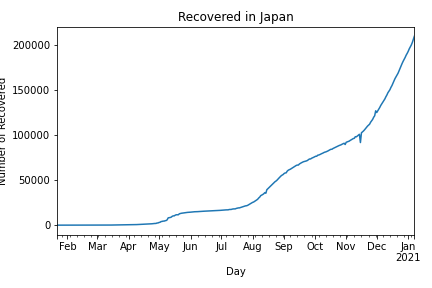 Recovered in Japan
Number of Recovered
200000
150000
100000
50000
0
Feb Mar Apr May Jun Jul Aug Sep Oct Nov Dec Jan
2021
Day